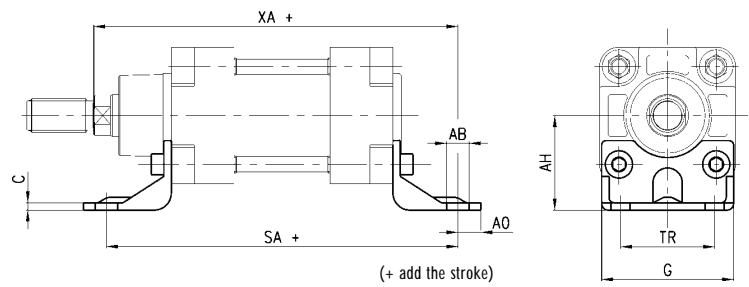 XA +
AB
AH
C
AO
SA +
TR
G
(+ add the stroke)